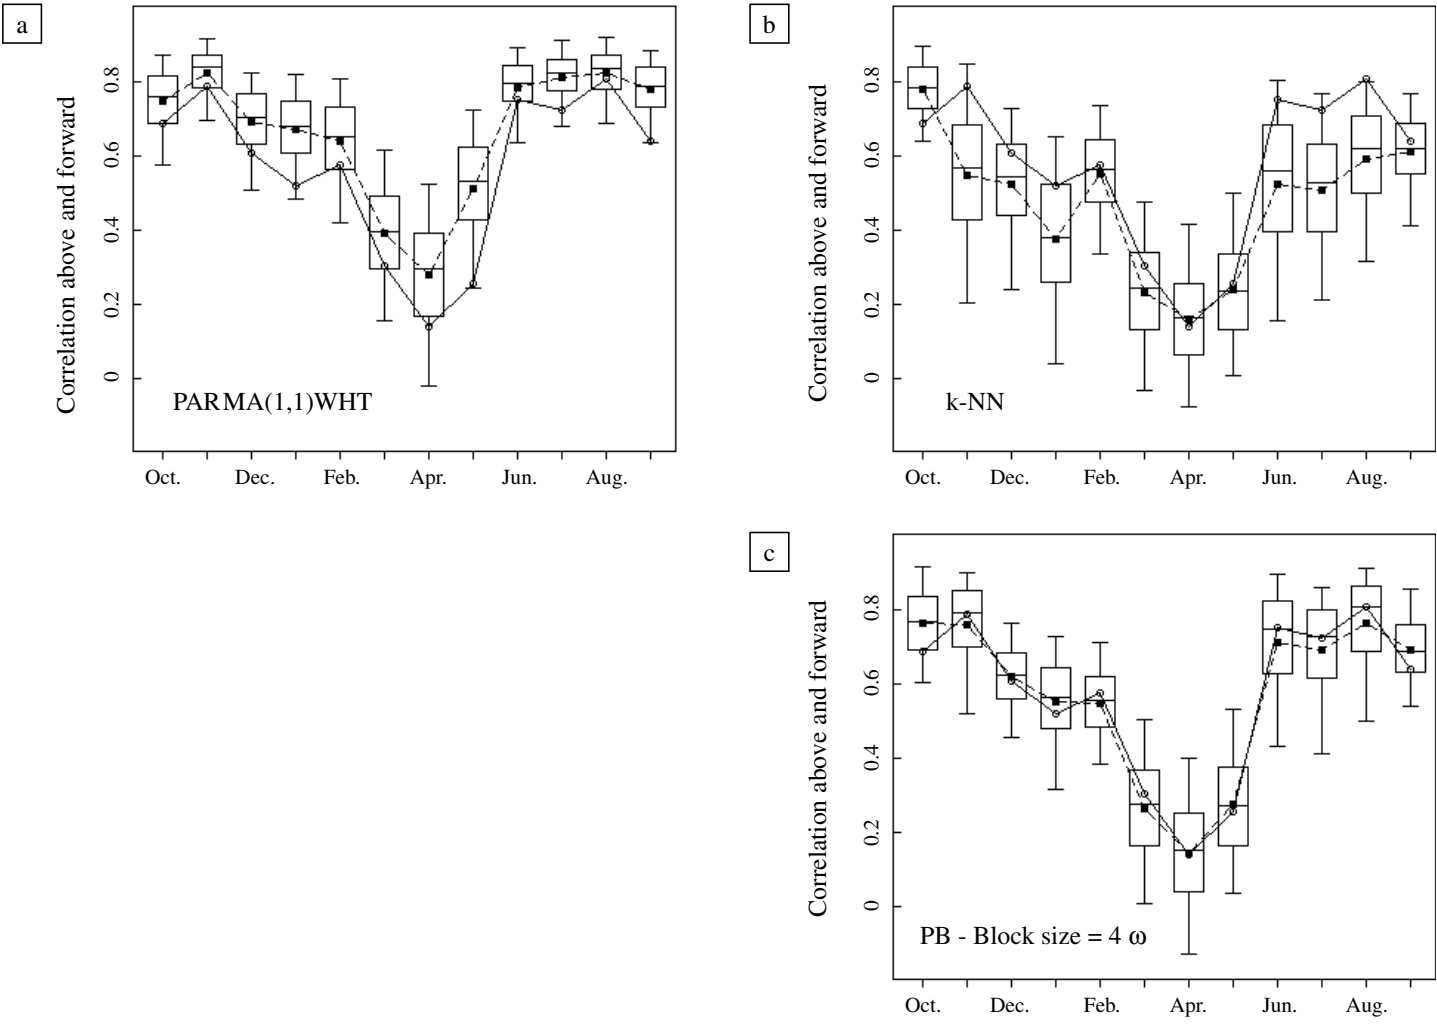 a
Correlation above and forward
0.8
0.6
0.4
0.2
0
PARMA(1,1)WHT
Oct. Dec. Feb. Apr. Jun. Aug.
b
Correlation above and forward
0.8
0.6
0.4
0.2
0
k-NN
Oct. Dec. Feb. Apr. Jun. Aug.
c
Correlation above and forward
0.8
0.6
0.4
0.2
0
PB - Block size = 4 ω
Oct. Dec. Feb. Apr. Jun. Aug.